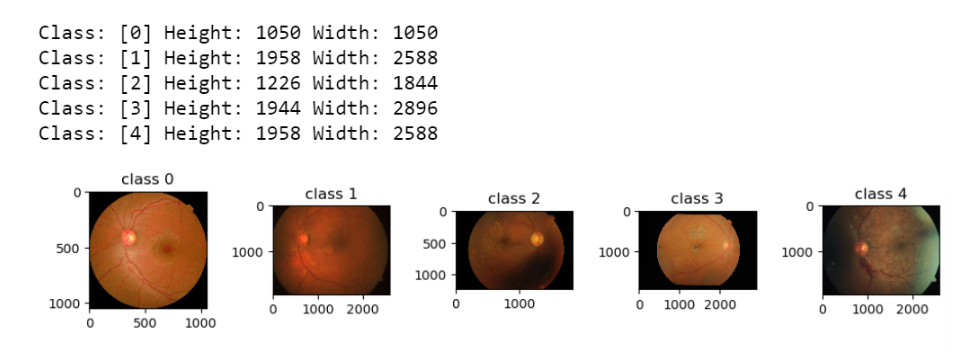 Class: [0] Height: 1050 Width: 1050
Class: [1] Height: 1958 Width: 2588
Class: [2] Height: 1226 Width: 1844
Class: [3] Height: 1944 Width: 2896
Class: [4] Height: 1958 Width: 2588
class 0
0
500
1000
0 500 1000
class 1
0
1000
0 1000 2000
class 2
0
500
1000
0 1000
class 3
0
1000
0 1000 2000
class 4
0
1000
0 1000 2000